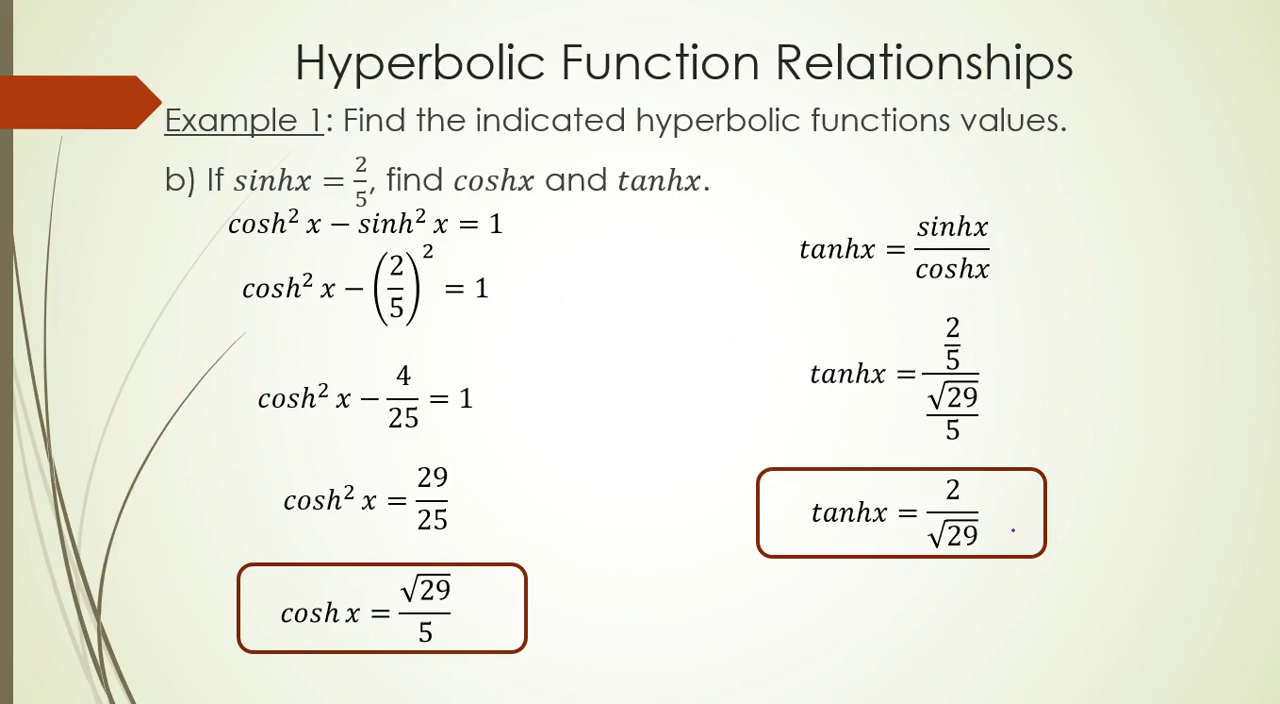 Hyperbolic Function Relationships
Example 1: Find the indicated hyperbolic functions values.
b) If sinhx = 2/5, find coshx and tanhx.
cosh² x − sinh² x = 1
cosh² x − (2/5)² = 1
cosh² x − 4/25 = 1
cosh² x = 29/25
cosh x = √29/5
tanhx = sinhx/coshx
tanhx = (2/5)/(√29/5)
tanhx = 2/√29